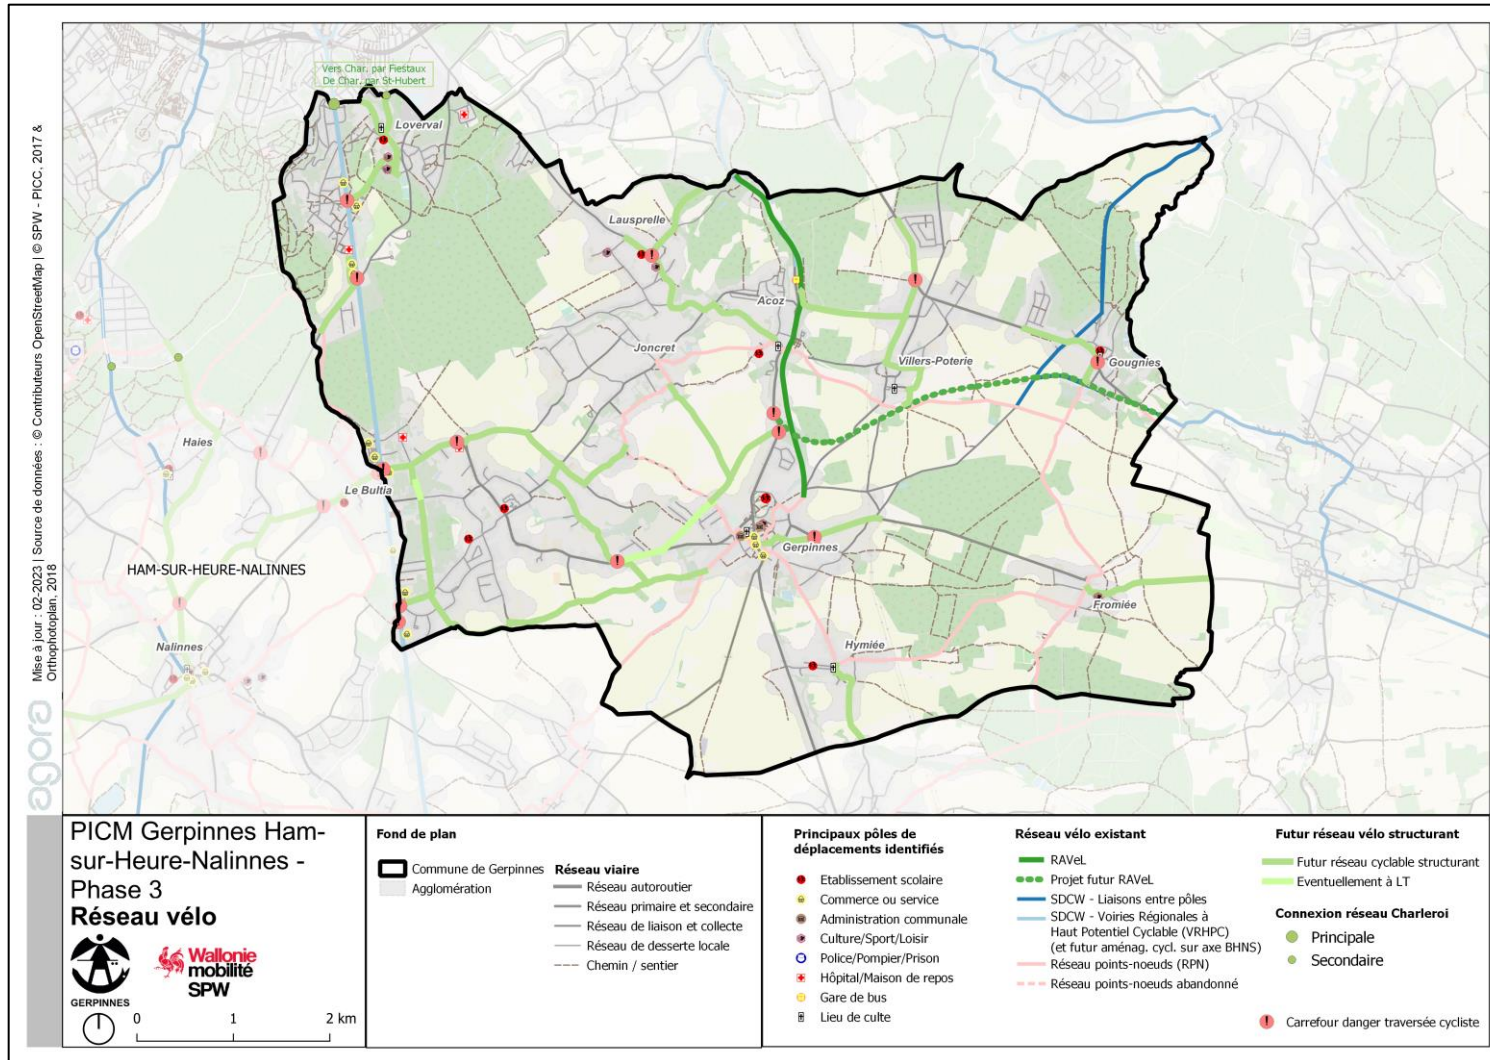 Vers Char. par Fiestaux
De Char. par St-Hubert
Loverval
Lausprelle
Acoz
Joncret
Villers-Poterie
Gougnies
Haies
Le Bultia
HAM-SUR-HEURE-NALINNES
Gerpinnes
Fromiée
Nalinnes
Hymiée
Mise à jour : 02-2023 | Source de données : © Contributeurs OpenStreetMap | © SPW - PICC, 2017 &
Orthophotoplan, 2018
agora
PICM Gerpinnes Ham-
sur-Heure-Nalinnes -
Phase 3
Réseau vélo
GERPINNES
Wallonie
mobilité
SPW
0 1 2 km
Fond de plan
Commune de Gerpinnes
Agglomération
Réseau viaire
Réseau autoroutier
Réseau primaire et secondaire
Réseau de liaison et collecte
Réseau de desserte locale
Chemin / sentier
Principaux pôles de
déplacements identifiés
Etablissement scolaire
Commerce ou service
Administration communale
Culture/Sport/Loisir
Police/Pompier/Prison
Hôpital/Maison de repos
Gare de bus
Lieu de culte
Réseau vélo existant
RAVeL
Projet futur RAVeL
SDCW - Liaisons entre pôles
SDCW - Voiries Régionales à
Haut Potentiel Cyclable (VRHPC)
(et futur aménag. cycl. sur axe BHNS)
Réseau points-noeuds (RPN)
Réseau points-noeuds abandonné
Futur réseau vélo structurant
Futur réseau cyclable structurant
Eventuellement à LT
Connexion réseau Charleroi
Principale
Secondaire
Carrefour danger traversée cycliste